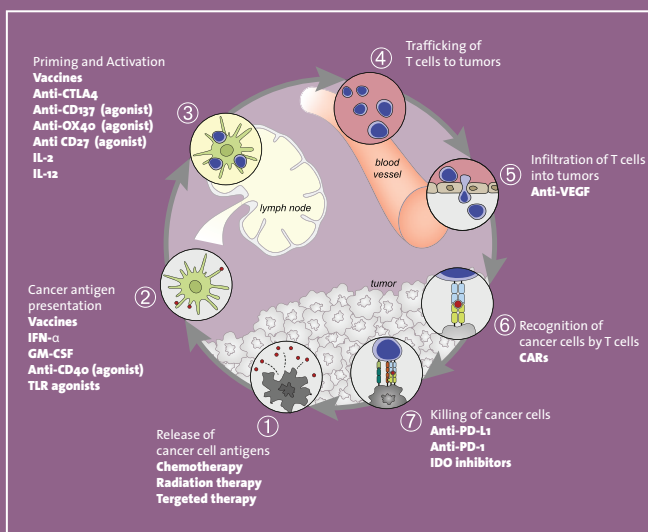 ④
Trafficking of
T cells to tumors
Priming and Activation
Vaccines
Anti-CTLA4
Anti-CD137 (agonist)
Anti-OX40 (agonist)
Anti CD27 (agonist)
IL-2
IL-12
③
blood
vessel
⑤
Infiltration of T cells
into tumors
Anti-VEGF
lymph node
Cancer antigen
presentation
Vaccines
IFN-α
GM-CSF
Anti-CD40 (agonist)
TLR agonists
②
tumor
⑥
Recognition of
cancer cells by T cells
CARs
①
Release of
cancer cell antigens
Chemotherapy
Radiation therapy
Tergeted therapy
⑦
Killing of cancer cells
Anti-PD-L1
Anti-PD-1
IDO inhibitors